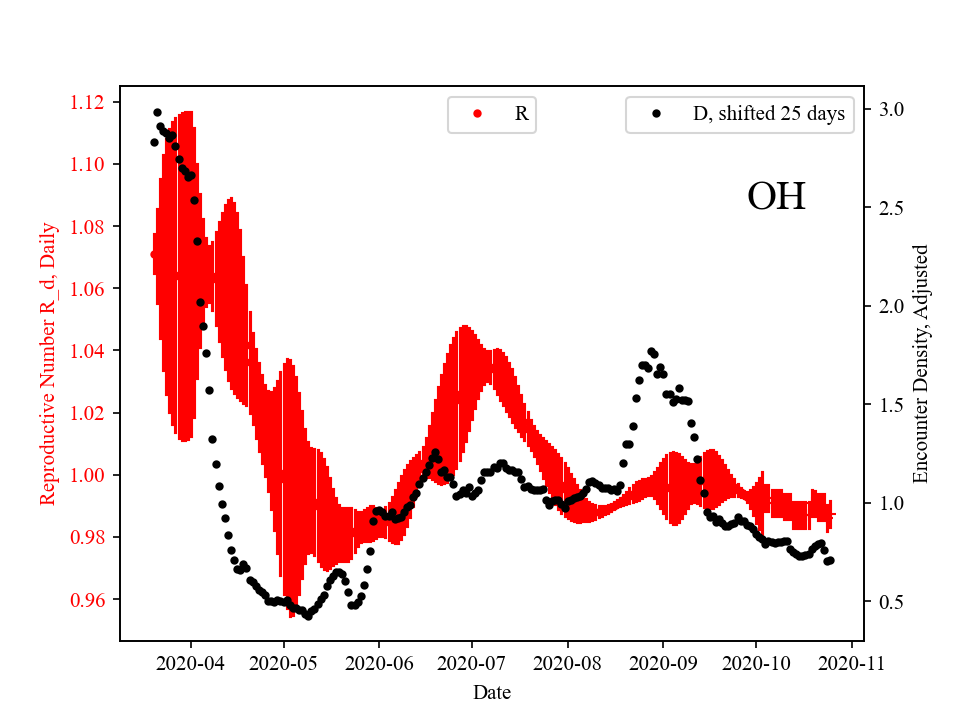 R
D, shifted 25 days
OH
Reproductive Number R_d, Daily
1.12
1.10
1.08
1.06
1.04
1.02
1.00
0.98
0.96
3.0
2.5
2.0
1.5
1.0
0.5
Encounter Density, Adjusted
2020-04 2020-05 2020-06 2020-07 2020-08 2020-09 2020-10 2020-11
Date